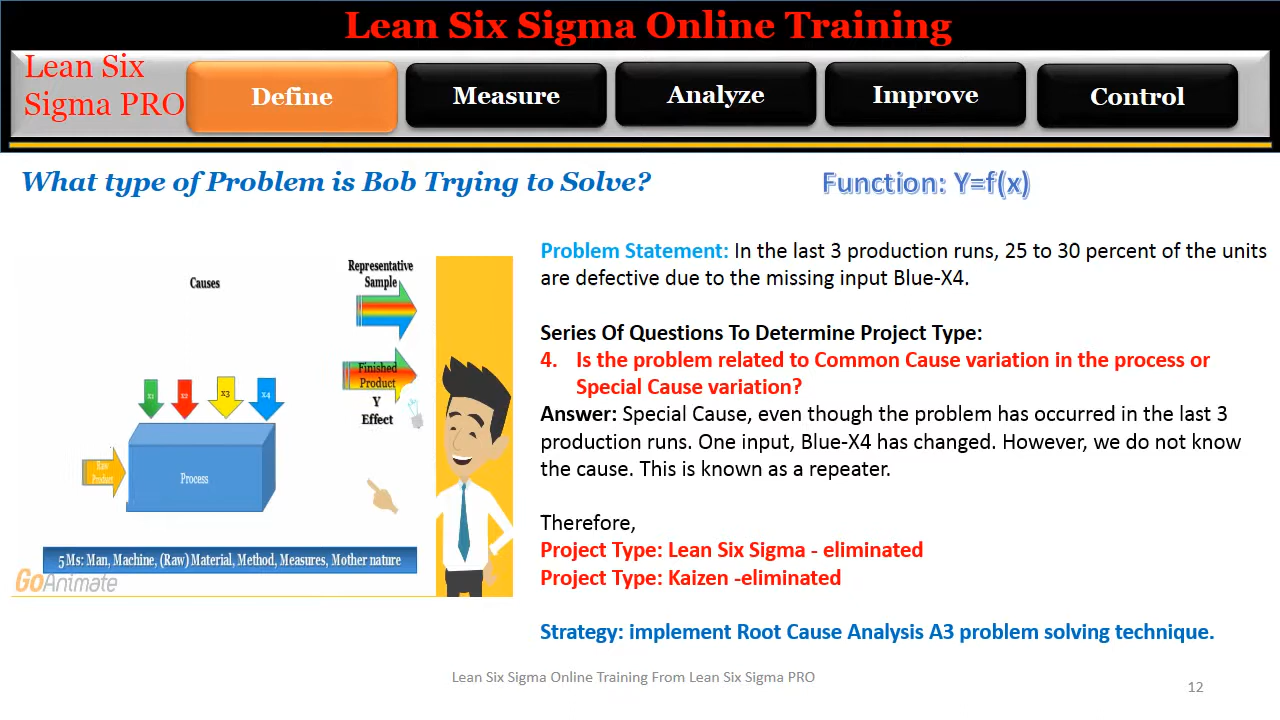 Lean Six Sigma Online Training
Lean Six
Sigma PRO
Define
Measure
Analyze
Improve
Control
What type of Problem is Bob Trying to Solve?
Function: Y=f(x)
Causes
Representative
Sample
Finished
Product
Y
Effect
x1
x2
x3
x4
Raw
Product
Process
5 Ms: Man, Machine, (Raw) Material, Method, Measures, Mother nature
GoAnimate
Problem Statement: In the last 3 production runs, 25 to 30 percent of the units
are defective due to the missing input Blue-X4.
Series Of Questions To Determine Project Type:
4. Is the problem related to Common Cause variation in the process or
Special Cause variation?
Answer: Special Cause, even though the problem has occurred in the last 3
production runs. One input, Blue-X4 has changed. However, we do not know
the cause. This is known as a repeater.
Therefore,
Project Type: Lean Six Sigma - eliminated
Project Type: Kaizen -eliminated
Strategy: implement Root Cause Analysis A3 problem solving technique.
Lean Six Sigma Online Training From Lean Six Sigma PRO
12